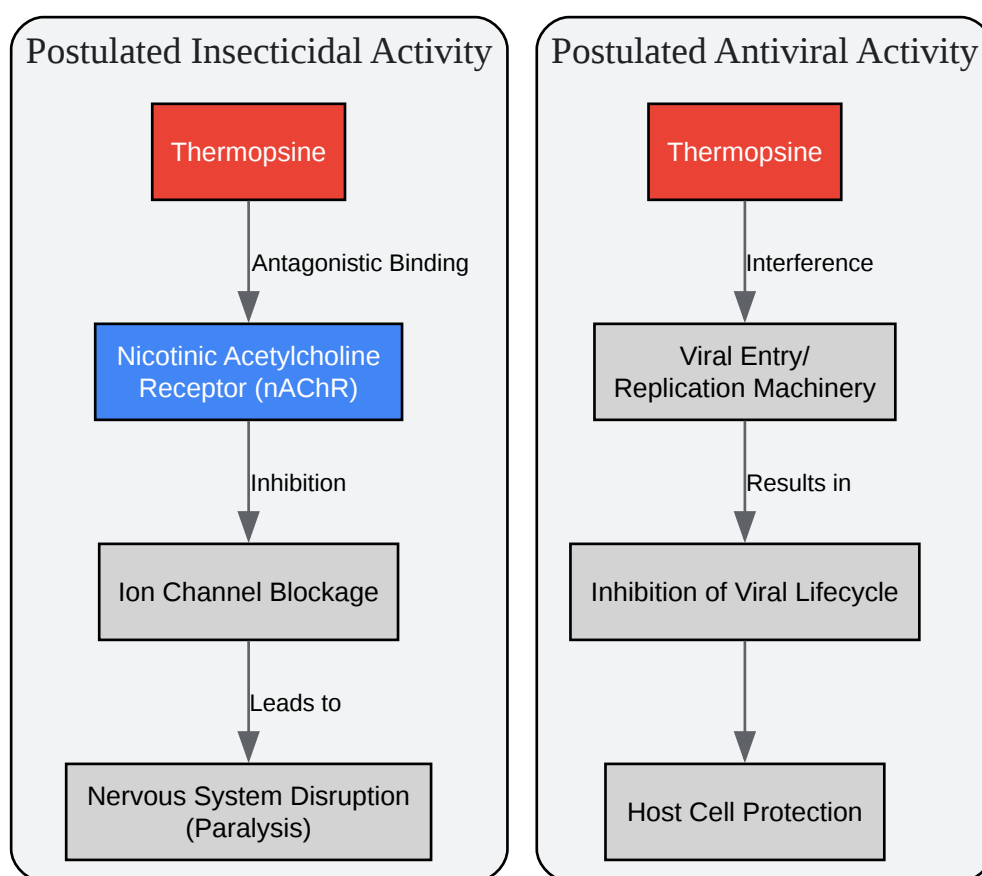 Postulated Insecticidal Activity
Thermopsine
Antagonistic Binding
Nicotinic Acetylcholine
Receptor (nAChR)
Inhibition
Ion Channel Blockage
Leads to
Nervous System Disruption
(Paralysis)
Postulated Antiviral Activity
Thermopsine
Interference
Viral Entry/
Replication Machinery
Results in
Inhibition of Viral Lifecycle
Host Cell Protection